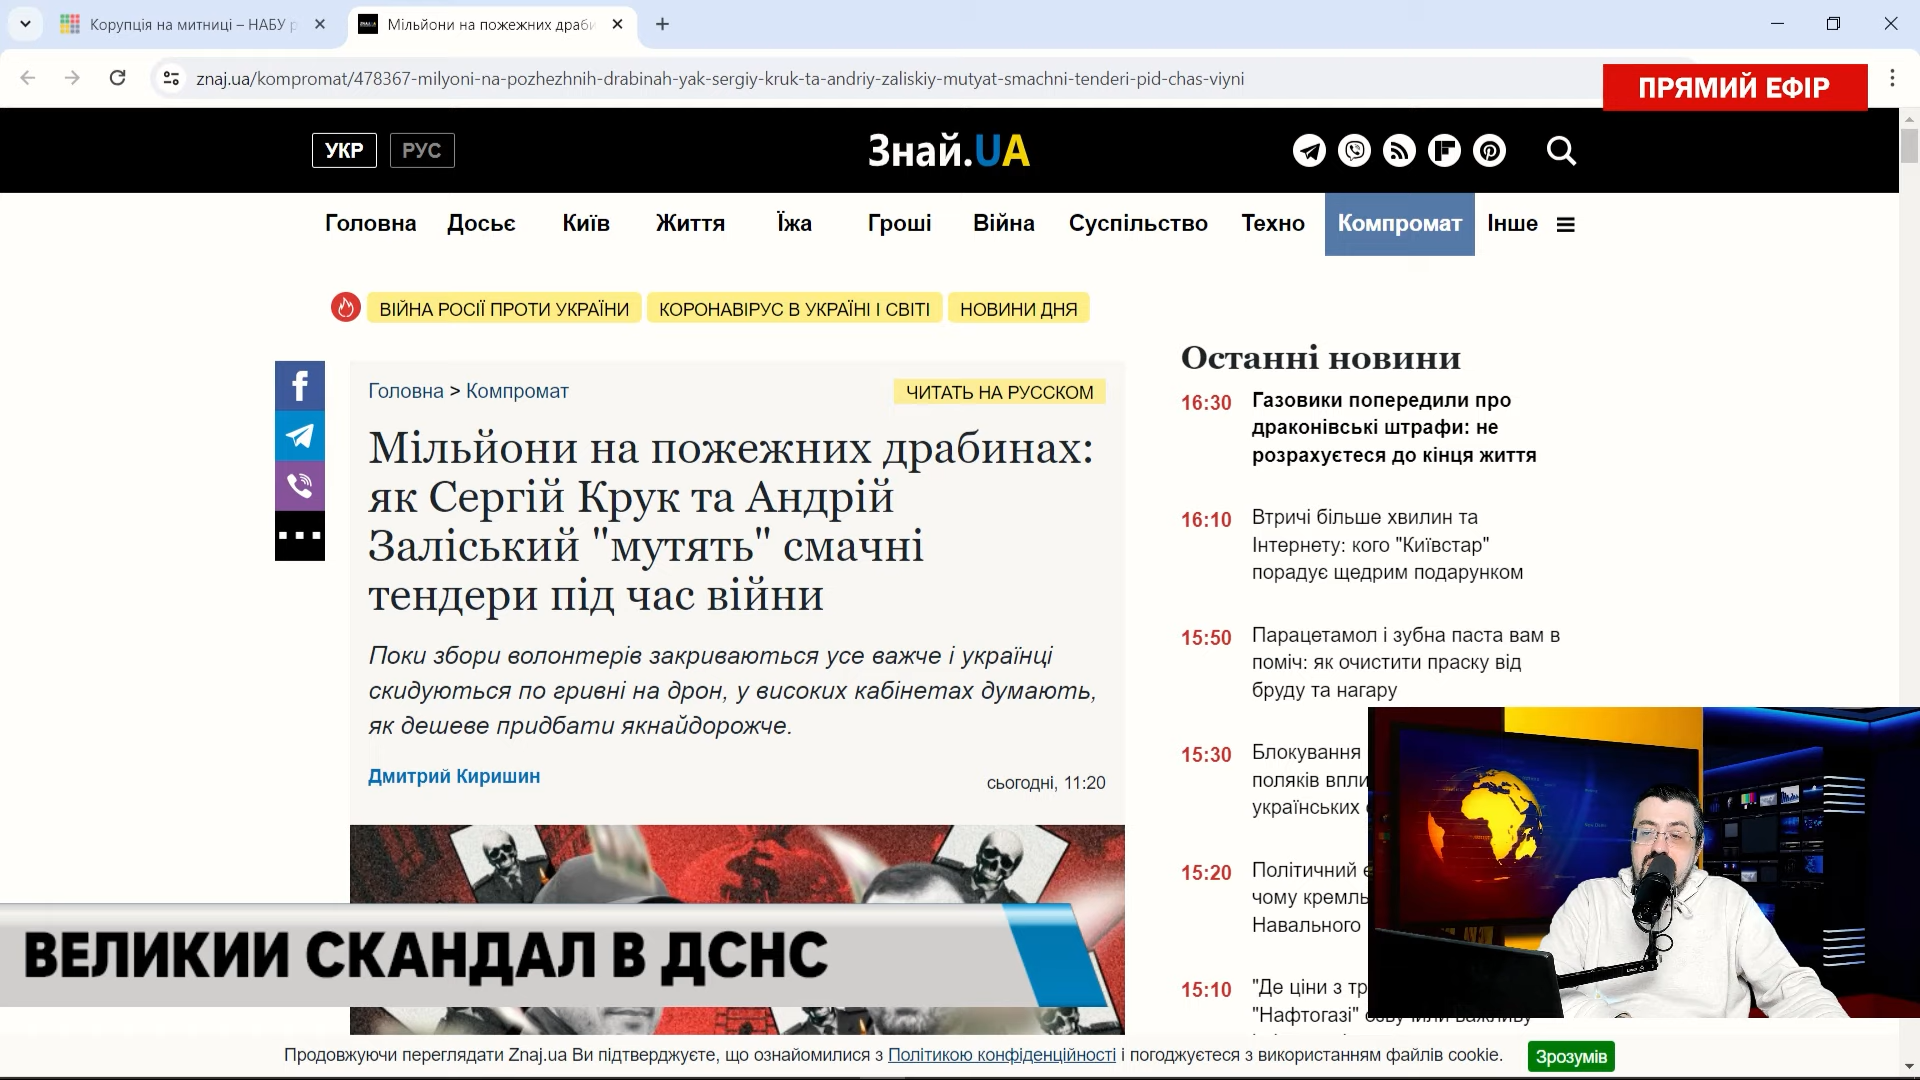 Корупція на митниці – НАБУ р
Мільйони на пожежних драби
znaj.ua/kompromat/478367-milyoni-na-pozhezhnih-drabinah-yak-sergiy-kruk-ta-andriy-zaliskiy-mutyat-smachni-tenderi-pid-chas-viyni
ПРЯМИЙ ЕФІР
УКР РУС
Знай.UA
Головна Досьє Київ Життя Їжа Гроші Війна Суспільство Техно Компромат Інше
ВІЙНА РОСІЇ ПРОТИ УКРАЇНИ КОРОНАВІРУС В УКРАЇНІ І СВІТІ НОВИНИ ДНЯ
Головна > Компромат
ЧИТАТЬ НА РУССКОМ
Мільйони на пожежних драбинах:
як Сергій Крук та Андрій
Заліський "мутять" смачні
тендери під час війни
Поки збори волонтерів закриваються усе важче і українці
скидуються по гривні на дрон, у високих кабінетах думають,
як дешеве придбати якнайдорожче.
Дмитрий Киришин
сьогодні, 11:20
Останні новини
16:30 Газовики попередили про
драконівські штрафи: не
розрахуєтеся до кінця життя
16:10 Втричі більше хвилин та
Інтернету: кого "Київстар"
порадує щедрим подарунком
15:50 Парацетамол і зубна паста вам в
поміч: як очистити праску від
бруду та нагару
15:30 Блокування
поляків впли
українських
15:20 Політичний
чому кремль
Навального
15:10 "Де ціни з тр
"Нафтогазі" озвучили важливу
ВЕЛИКИЙ СКАНДАЛ В ДСНС
Продовжуючи переглядати Znaj.ua Ви підтверджуєте, що ознайомилися з Політикою конфіденційності і погоджуєтеся з використанням файлів cookie.
Зрозумів